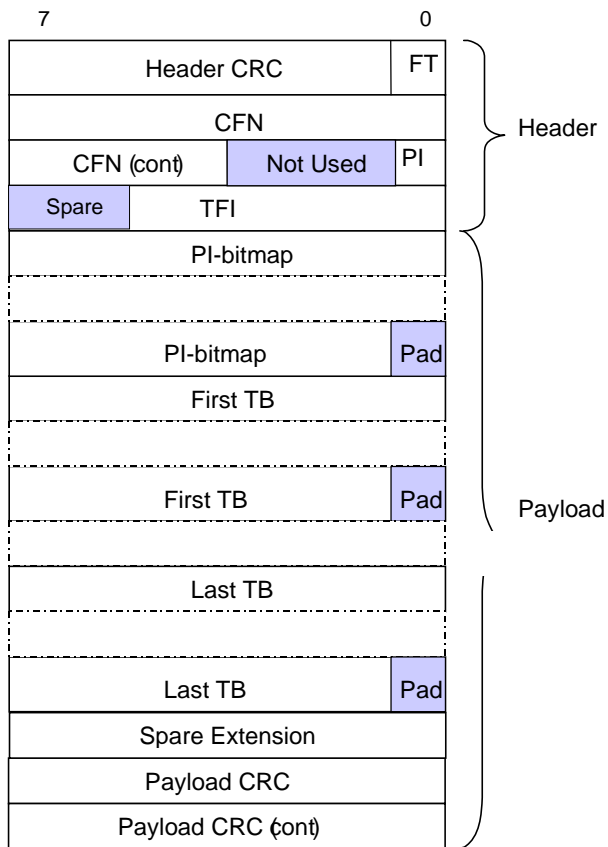 7 0
Header CRC FT
CFN
Header
CFN (cont) Not Used PI
Spare TFI
PI-bitmap
PI-bitmap Pad
First TB
First TB Pad
Payload
Last TB
Last TB Pad
Spare Extension
Payload CRC
Payload CRC (cont)